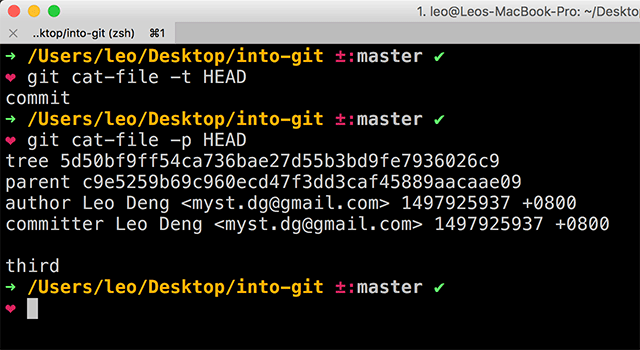 1. leo@Leos-MacBook-Pro: ~/Deskto
..ktop/into-git (zsh) ⌘1
➜ /Users/leo/Desktop/into-git ±:master ✔
❤ git cat-file -t HEAD
commit
➜ /Users/leo/Desktop/into-git ±:master ✔
❤ git cat-file -p HEAD
tree 5d50bf9ff54ca736bae27d55b3bd9fe7936026c9
parent c9e5259b69c960ecd47f3dd3caf45889aacaae09
author Leo Deng <myst.dg@gmail.com> 1497925937 +0800
committer Leo Deng <myst.dg@gmail.com> 1497925937 +0800
third
➜ /Users/leo/Desktop/into-git ±:master ✔
❤